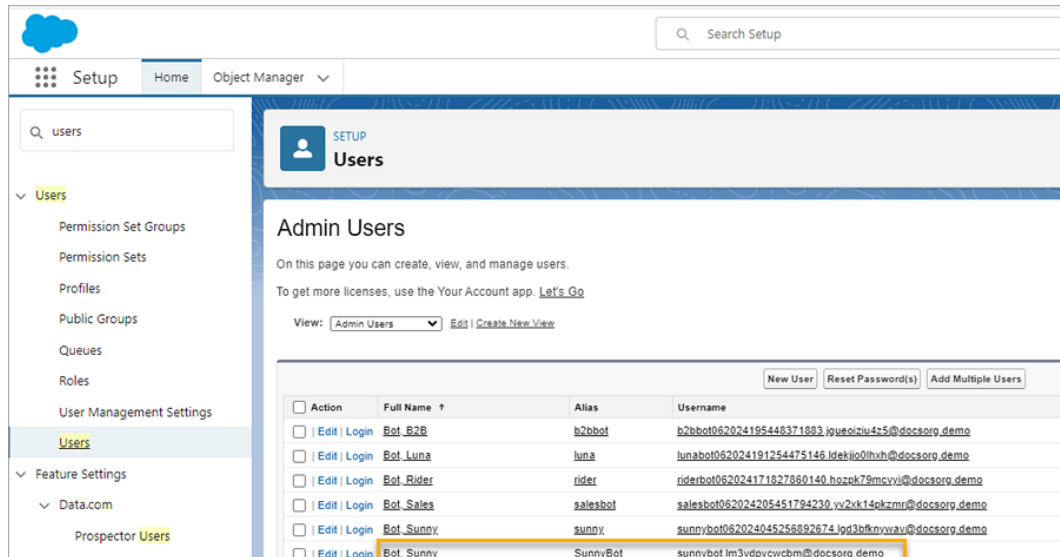 Search Setup
Setup Home Object Manager
users
SETUP
Users
Users
Permission Set Groups
Permission Sets
Profiles
Public Groups
Queues
Roles
User Management Settings
Users
Feature Settings
Data.com
Prospector Users
Admin Users
On this page you can create, view, and manage users.
To get more licenses, use the Your Account app. Let's Go
View: Admin Users Edit | Create New View
New User Reset Password(s) Add Multiple Users
Action Full Name ↑ Alias Username
| Edit | Login Bot, B2B b2bbot b2bbot062024195448371883.jgueoiziu4z5@docsorg.demo
| Edit | Login Bot, Luna luna lunabot062024191254475146.ldekjio0lhxh@docsorg.demo
| Edit | Login Bot, Rider rider riderbot062024171827860140.hozpk79mcvyi@docsorg.demo
| Edit | Login Bot, Sales salesbot salesbot062024205451794230.yv2xk14pkzmr@docsorg.demo
| Edit | Login Bot, Sunny sunny sunnybot062024045256892674.lgd3bfknywav@docsorg.demo
| Edit | Login Bot, Sunny SunnyBot sunnybot.lm3vdpycwcbm@docsorg.demo